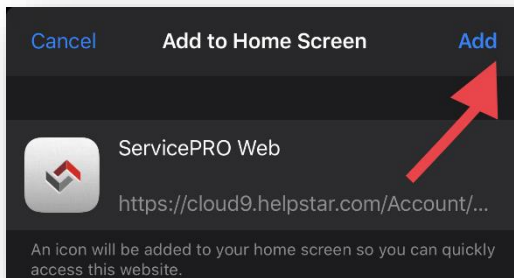 Cancel Add to Home Screen Add
ServicePRO Web
https://cloud9.helpstar.com/Account/...
An icon will be added to your home screen so you can quickly
access this website.